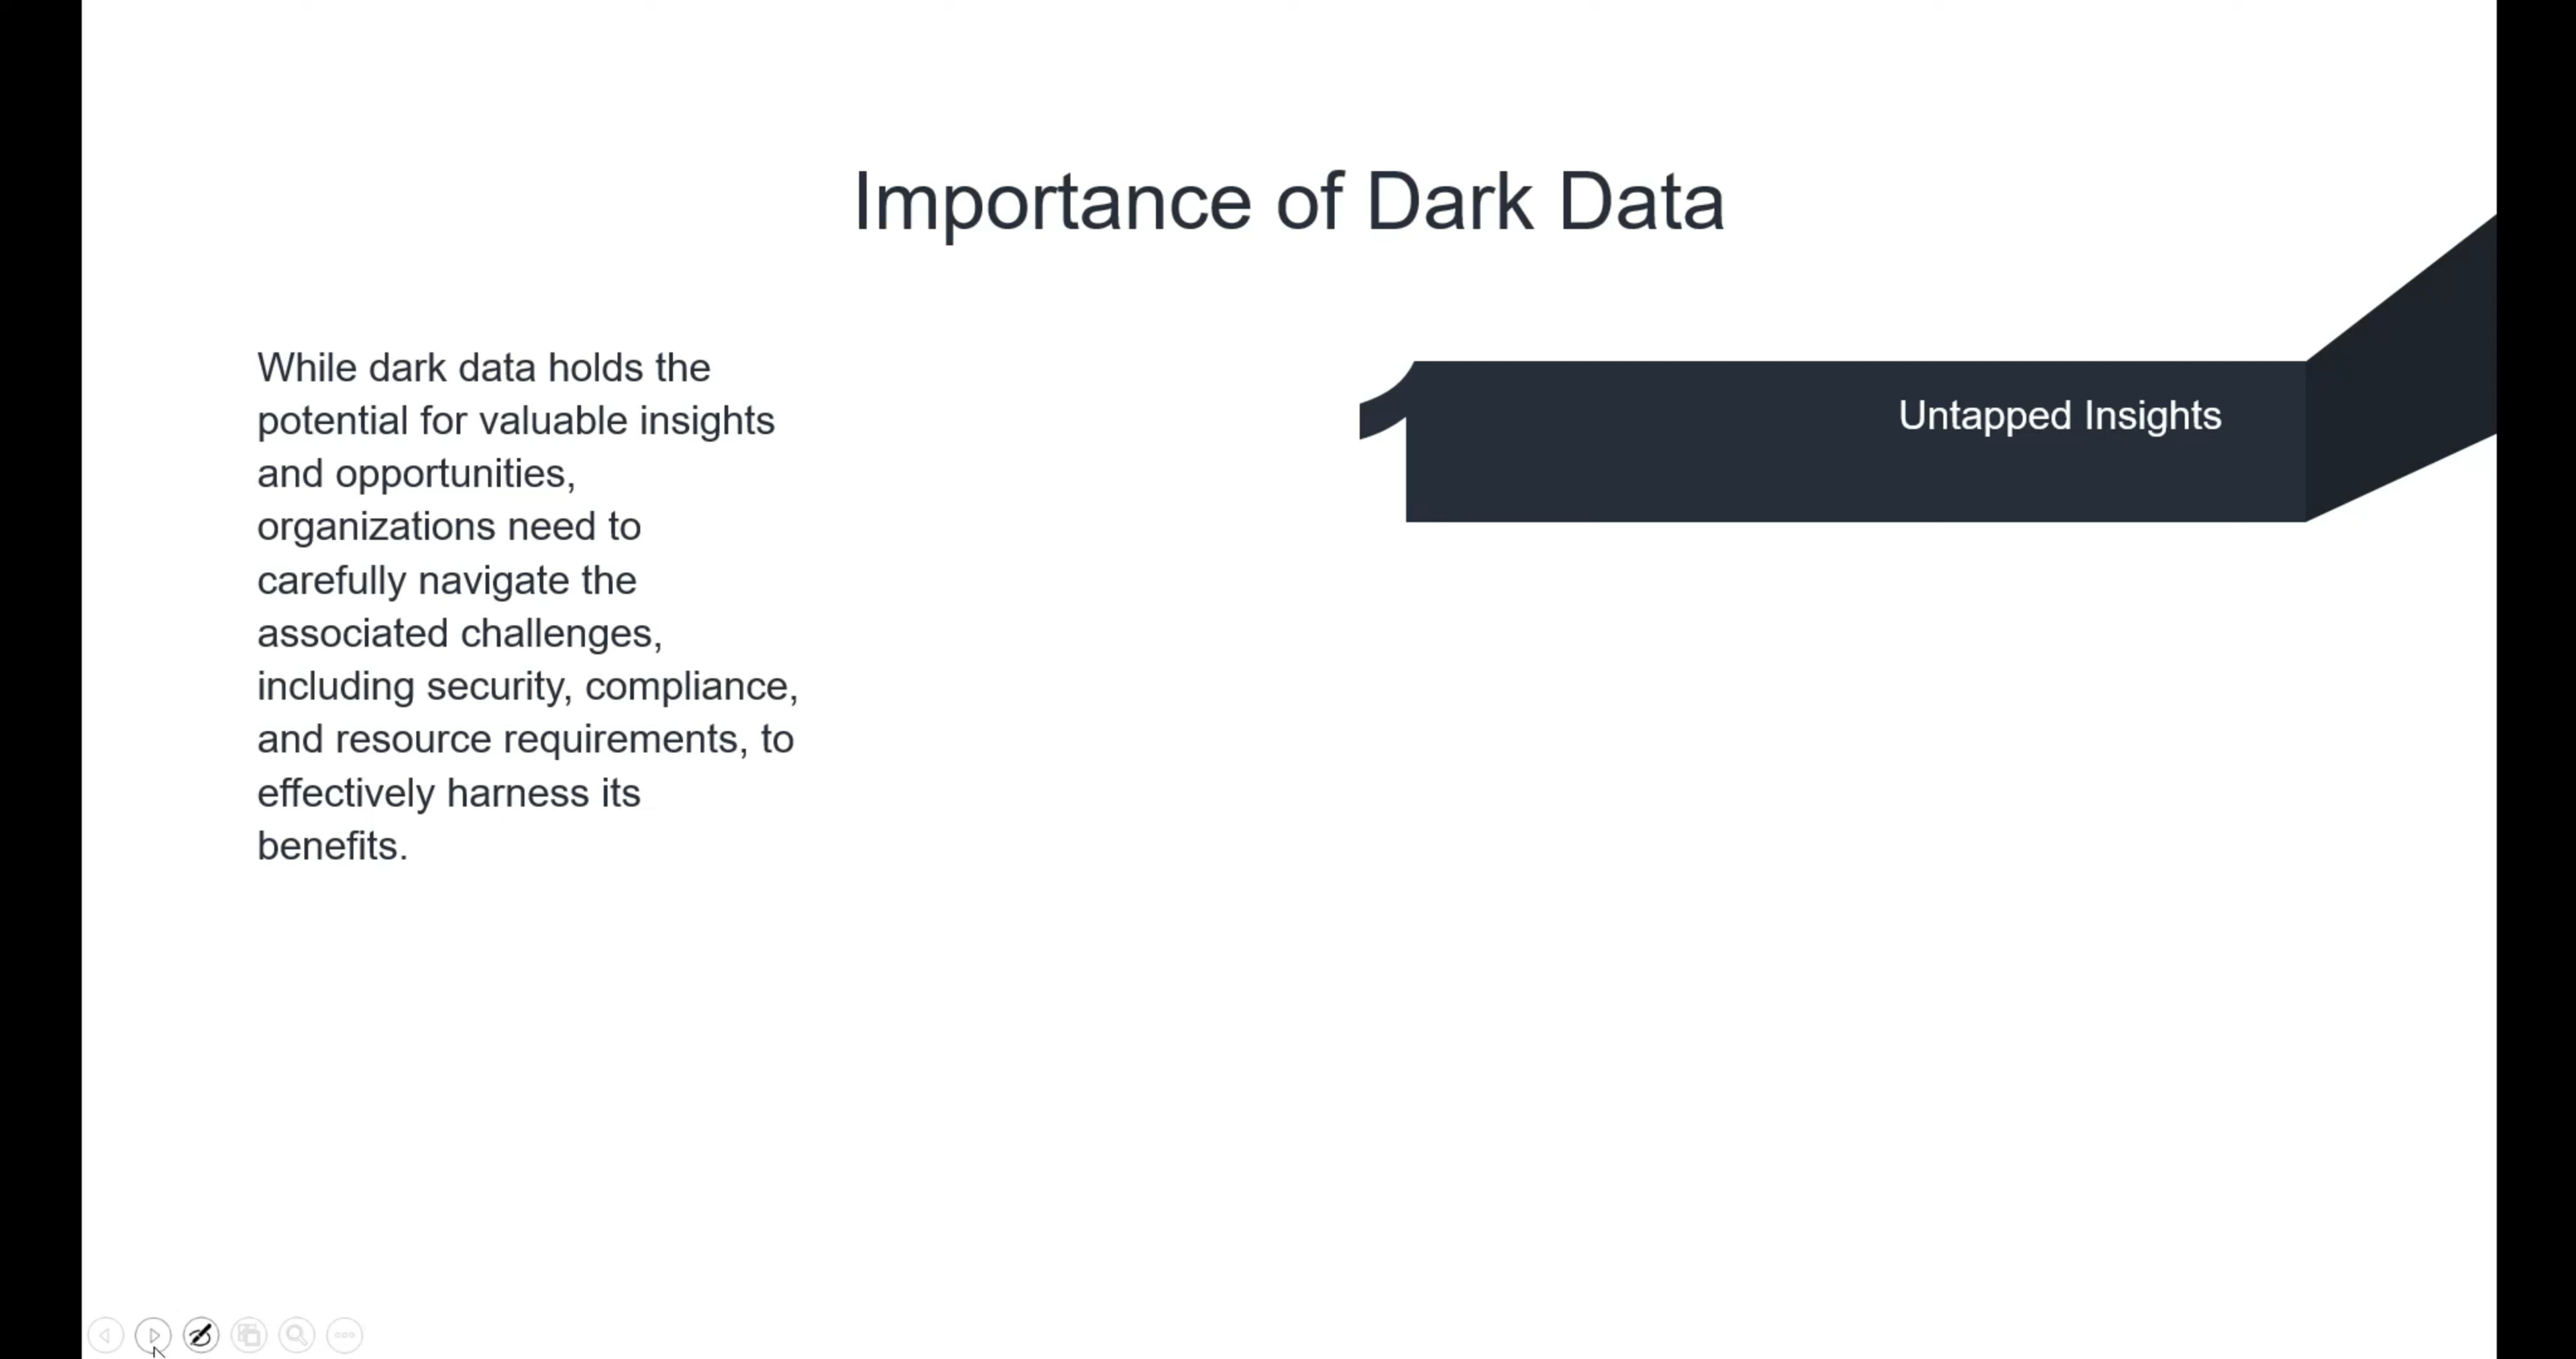 Importance of Dark Data
While dark data holds the
potential for valuable insights
and opportunities,
organizations need to
carefully navigate the
associated challenges,
including security, compliance,
and resource requirements, to
effectively harness its
benefits.
1
Untapped Insights